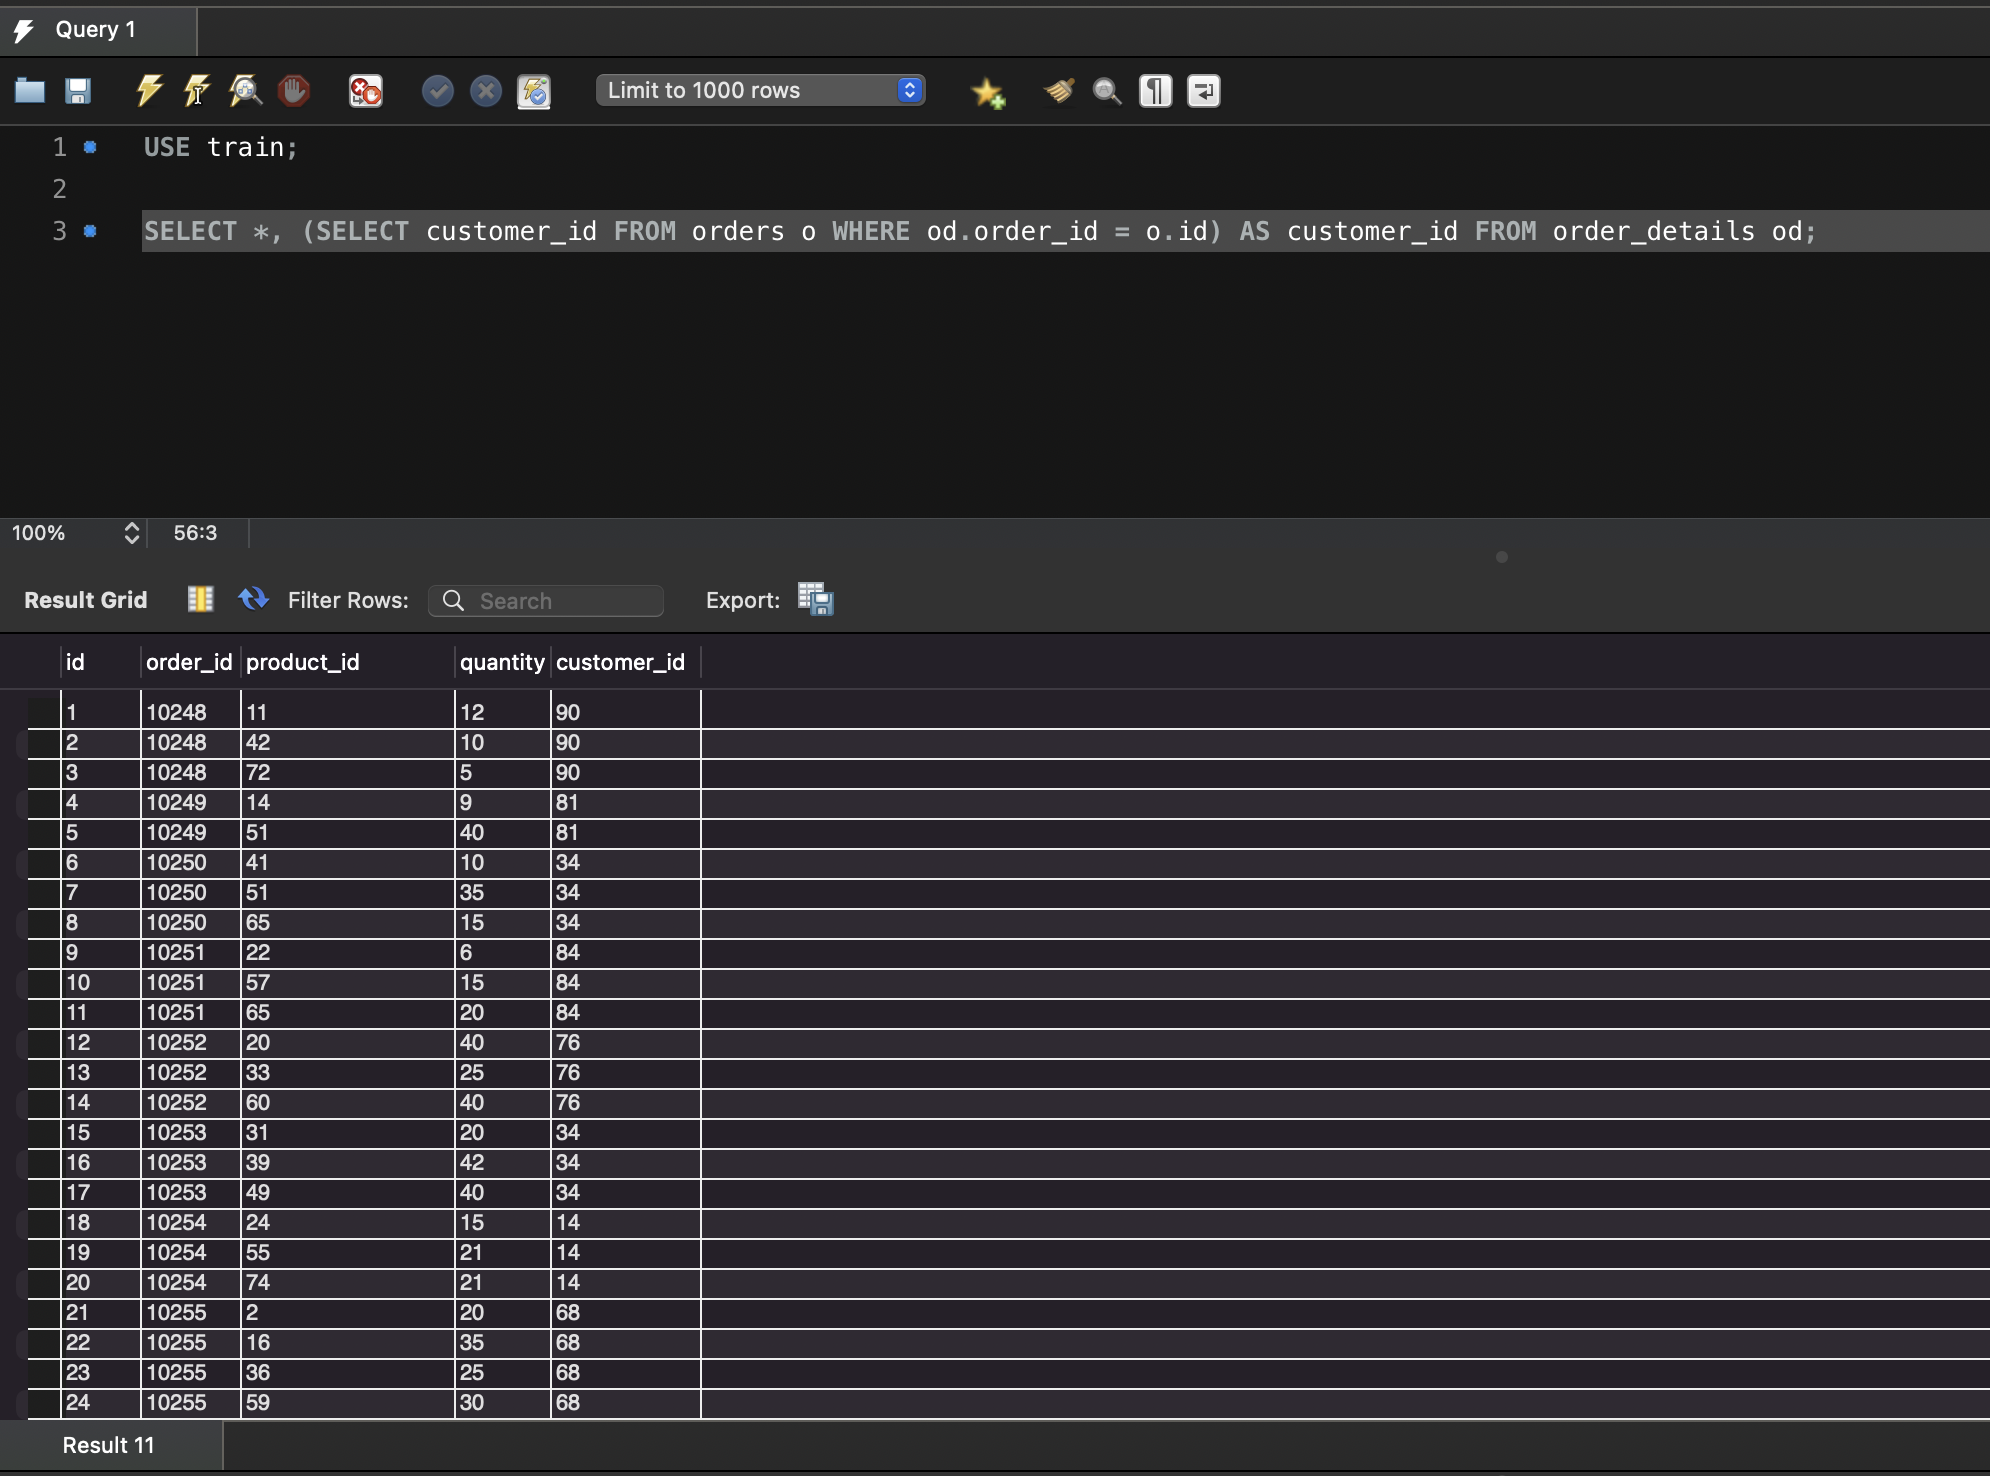 Query 1
Limit to 1000 rows
1 USE train;
2
3 SELECT *, (SELECT customer_id FROM orders o WHERE od.order_id = o.id) AS customer_id FROM order_details od;
100% 56:3
Result Grid Filter Rows: Search Export:
id order_id product_id quantity customer_id
1 10248 11 12 90
2 10248 42 10 90
3 10248 72 5 90
4 10249 14 9 81
5 10249 51 40 81
6 10250 41 10 34
7 10250 51 35 34
8 10250 65 15 34
9 10251 22 6 84
10 10251 57 15 84
11 10251 65 20 84
12 10252 20 40 76
13 10252 33 25 76
14 10252 60 40 76
15 10253 31 20 34
16 10253 39 42 34
17 10253 49 40 34
18 10254 24 15 14
19 10254 55 21 14
20 10254 74 21 14
21 10255 2 20 68
22 10255 16 35 68
23 10255 36 25 68
24 10255 59 30 68
Result 11